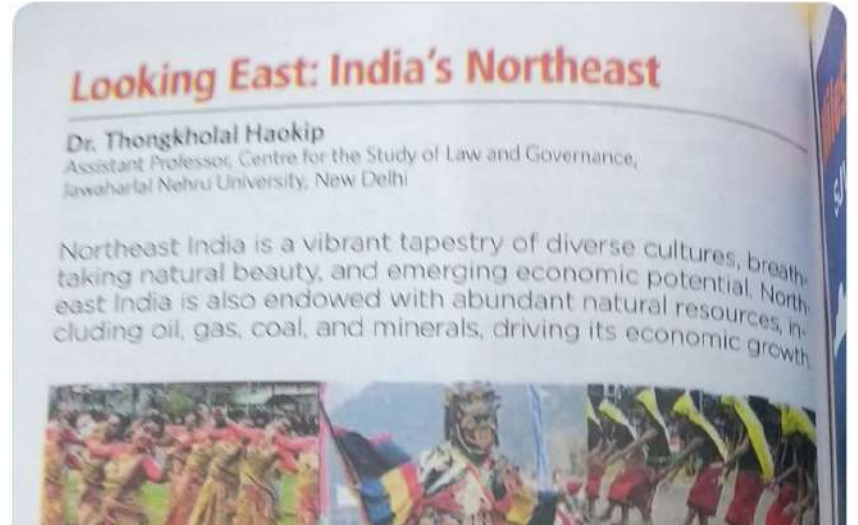 Looking East: India's Northeast
Dr. Thongkholal Haokip
Assistant Professor, Centre for the Study of Law and Governance,
Jawaharlal Nehru University, New Delhi
Northeast India is a vibrant tapestry of diverse cultures, breath-
taking natural beauty, and emerging economic potential. North
east India is also endowed with abundant natural resources, in-
cluding oil, gas, coal, and minerals, driving its economic growth